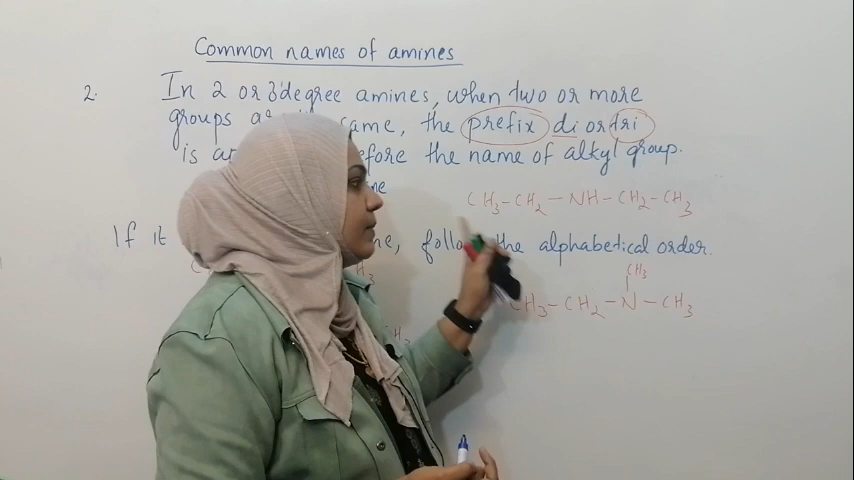 Common names of amines
2. In 2 or 3 degree amines, when two or more
groups a same, the prefix di or tri
is a efore the name of alkyl group.
ne CH3-CH2-NH-CH2-CH3
If it ne, follo the alphabetical order.
CH3
CH3-CH2-N-CH3